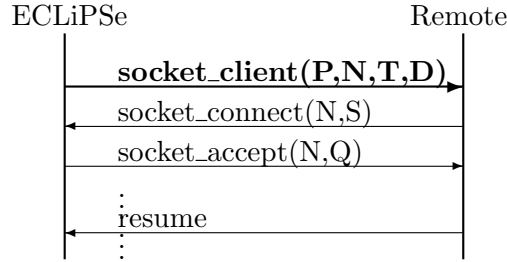 ECLiPSe Remote
socket_client(P,N,T,D)
socket_connect(N,S)
socket_accept(N,Q)
resume